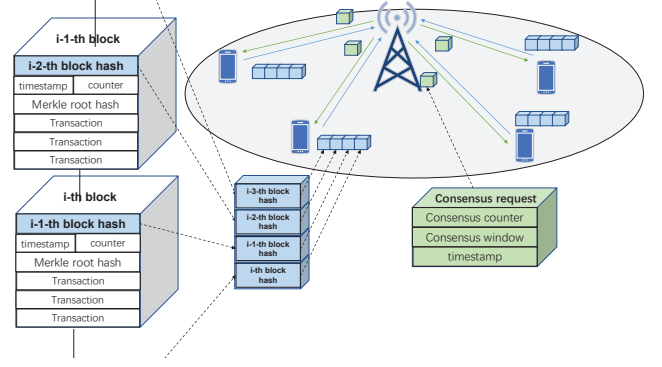 i-1-th block
i-2-th block hash
timestamp
counter
Merkle root hash
Transaction
Transaction
Transaction
i-th block
i-1-th block hash
timestamp
counter
Merkle root hash
Transaction
Transaction
Transaction
i-3-th block
hash
i-2-th block
hash
i-1-th block
hash
i-th block
hash
Consensus request
Consensus counter
Consensus window
timestamp